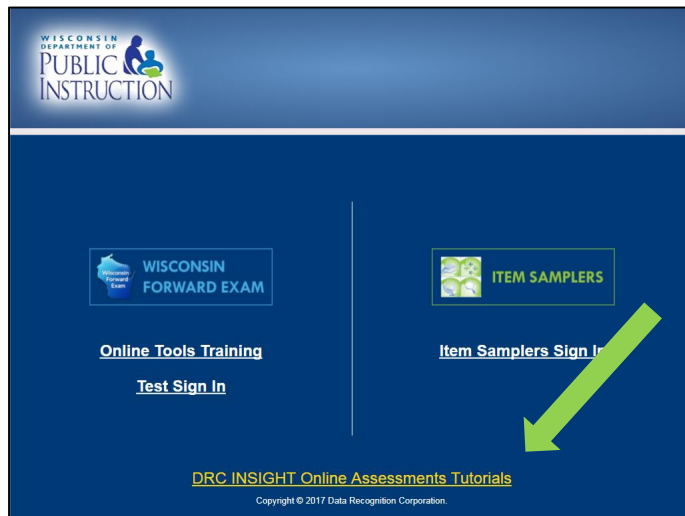 WISCONSIN
DEPARTMENT OF
PUBLIC
INSTRUCTION
Wisconsin
Forward
Exam
WISCONSIN
FORWARD EXAM
ITEM SAMPLERS
Online Tools Training
Test Sign In
Item Samplers Sign In
DRC INSIGHT Online Assessments Tutorials
Copyright © 2017 Data Recognition Corporation.